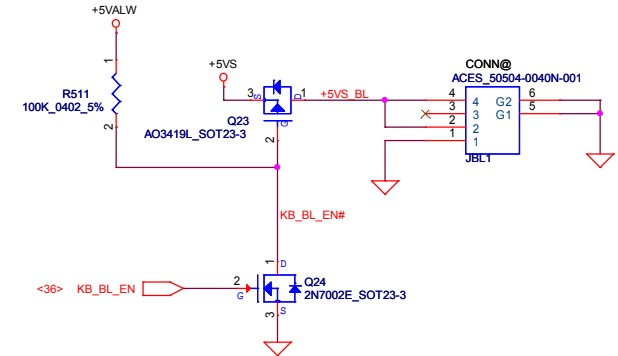 +5VALW
+5VS
CONN@
ACES_50504-0040N-001
1
R511
100K_0402_5%
2
3 S D 1
+5VS_BL
Q23
AO3419L_SOT23-3
G
2
4 4 G2 6
3 3 G1 5
2 2
1 1
JBL1
KB_BL_EN#
1 D
<36> KB_BL_EN
2
G
Q24
2N7002E_SOT23-3
3 S